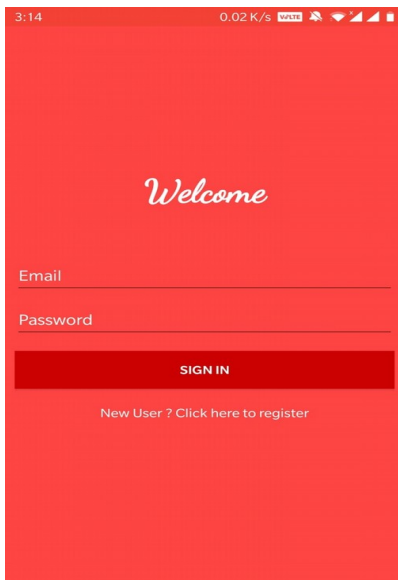 3:14 0.02 K/s VoLTE
Welcome
Email
Password
SIGN IN
New User ? Click here to register